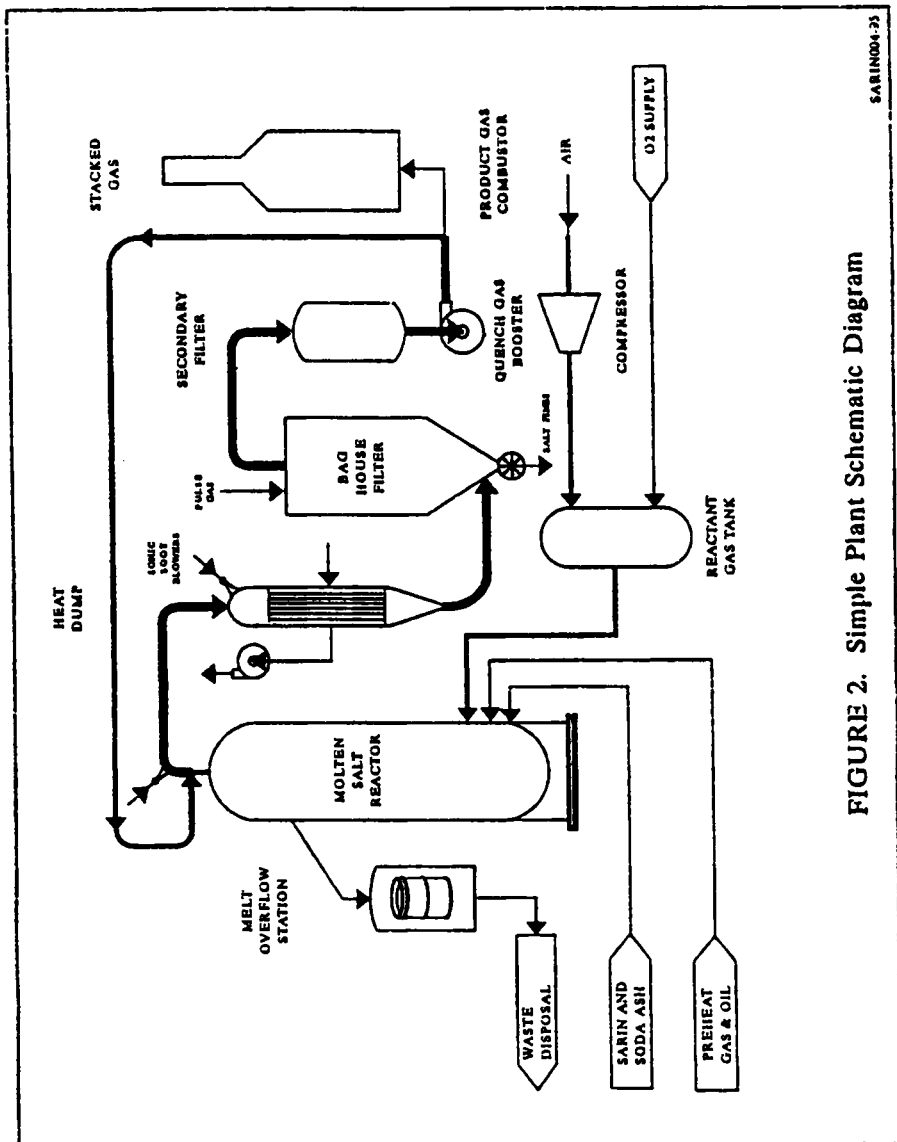 SARIN004-95
STACKED
GAS
HEAT
DUMP
SECONDARY
FILTER
PRODUCT GAS
COMBUSTOR
SONIC
SOOT
BLOWERS
PULSE
GAS
BAG
HOUSE
FILTER
QUENCH GAS
BOOSTER
SALT FINES
AIR
COMPRESSOR
O2 SUPPLY
REACTANT
GAS TANK
MOLTEN
SALT
REACTOR
MELT
OVERFLOW
STATION
WASTE
DISPOSAL
SARIN AND
SODA ASH
PREHEAT
GAS & OIL
FIGURE 2. Simple Plant Schematic Diagram